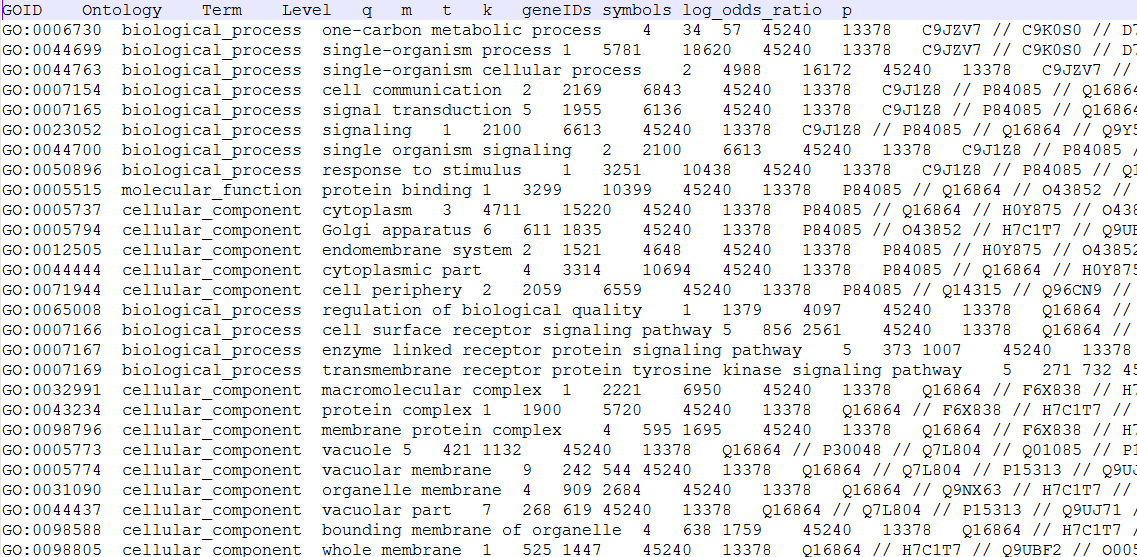 GOID Ontology Term Level q m t k geneIDs symbols log_odds_ratio p
GO:0006730 biological_process one-carbon metabolic process 4 34 57 45240 13378 C9JZV7 // C9K0S0 // D7
GO:0044699 biological_process single-organism process 1 5781 18620 45240 13378 C9JZV7 // C9K0S0 // D7
GO:0044763 biological_process single-organism cellular process 2 4988 16172 45240 13378 C9JZV7 //
GO:0007154 biological_process cell communication 2 2169 6843 45240 13378 C9J1Z8 // P84085 // Q16864
GO:0007165 biological_process signal transduction 5 1955 6136 45240 13378 C9J1Z8 // P84085 // Q16864
GO:0023052 biological_process signaling 1 2100 6613 45240 13378 C9J1Z8 // P84085 // Q16864 // Q9Y5
GO:0044700 biological_process single organism signaling 2 2100 6613 45240 13378 C9J1Z8 // P84085 //
GO:0050896 biological_process response to stimulus 1 3251 10438 45240 13378 C9J1Z8 // P84085 // Q1
GO:0005515 molecular_function protein binding 1 3299 10399 45240 13378 P84085 // Q16864 // O43852 //
GO:0005737 cellular_component cytoplasm 3 4711 15220 45240 13378 P84085 // Q16864 // H0Y875 // O438
GO:0005794 cellular_component Golgi apparatus 6 611 1835 45240 13378 P84085 // O43852 // H7C1T7 // Q9UB
GO:0012505 cellular_component endomembrane system 2 1521 4648 45240 13378 P84085 // H0Y875 // O43852
GO:0044444 cellular_component cytoplasmic part 4 3314 10694 45240 13378 P84085 // Q16864 // H0Y875
GO:0071944 cellular_component cell periphery 2 2059 6559 45240 13378 P84085 // Q14315 // Q96CN9 //
GO:0065008 biological_process regulation of biological quality 1 1379 4097 45240 13378 Q16864 //
GO:0007166 biological_process cell surface receptor signaling pathway 5 856 2561 45240 13378 Q16864 /
GO:0007167 biological_process enzyme linked receptor protein signaling pathway 5 373 1007 45240 13378
GO:0007169 biological_process transmembrane receptor protein tyrosine kinase signaling pathway 5 271 732 45
GO:0032991 cellular_component macromolecular complex 1 2221 6950 45240 13378 Q16864 // F6X838 // H7
GO:0043234 cellular_component protein complex 1 1900 5720 45240 13378 Q16864 // F6X838 // H7C1T7 //
GO:0098796 cellular_component membrane protein complex 4 595 1695 45240 13378 Q16864 // F6X838 // H
GO:0005773 cellular_component vacuole 5 421 1132 45240 13378 Q16864 // P30048 // Q7L804 // Q01085 // P1
GO:0005774 cellular_component vacuolar membrane 9 242 544 45240 13378 Q16864 // Q7L804 // P15313 // Q9UJ
GO:0031090 cellular_component organelle membrane 4 909 2684 45240 13378 Q16864 // Q9NX63 // H7C1T7 /
GO:0044437 cellular_component vacuolar part 7 268 619 45240 13378 Q16864 // Q7L804 // P15313 // Q9UJ71 /
GO:0098588 cellular_component bounding membrane of organelle 4 638 1759 45240 13378 Q16864 // H7C1T7 /
GO:0098805 cellular_component whole membrane 1 525 1447 45240 13378 Q16864 // H7C1T7 // Q9UBF2 // O005